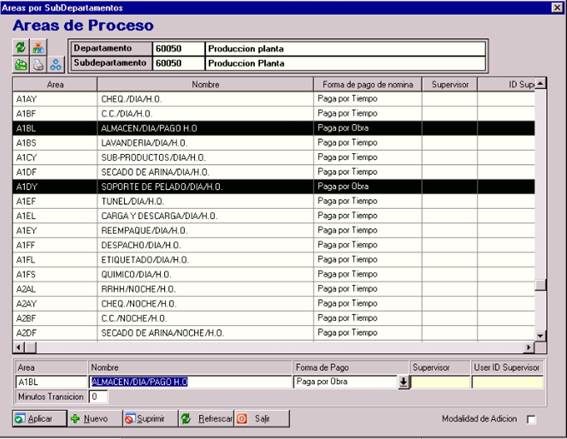 Areas por SubDepartamentos
Areas de Proceso
Departamento 60050 Produccion planta
Subdepartamento 60050 Produccion Planta
Area Nombre Forma de pago de nomina Supervisor ID Supe
A1AY CHEQ./DIA/H.O. Paga por Tiempo
A1BF C.C./DIA/H.O. Paga por Tiempo
A1BL ALMACEN/DIA/PAGO H.O Paga por Obra
A1BS LAVANDERIA/DIA/H.O. Paga por Tiempo
A1CY SUB-PRODUCTOS/DIA/H.O. Paga por Tiempo
A1DF SECADO DE ARINA/DIA/H.O. Paga por Tiempo
A1DY SOPORTE DE PELADO/DIA/H.O. Paga por Obra
A1EF TUNEL/DIA/H.O. Paga por Tiempo
A1EL CARGA Y DESCARGA/DIA/H.O. Paga por Tiempo
A1EY REEMPAQUE/DIA/H.O. Paga por Tiempo
A1FF DESPACHO/DIA/H.O. Paga por Tiempo
A1FL ETIQUETADO/DIA/H.O. Paga por Tiempo
A1FS QUIMICO/DIA/H.O. Paga por Tiempo
A2AL RRHH/NOCHE/H.O. Paga por Tiempo
A2AY CHEQ./NOCHE/H.O. Paga por Tiempo
A2BF C.C./NOCHE/H.O. Paga por Tiempo
A2DF SECADO DE ARINA/NOCHE/H.O. Paga por Tiempo
Area Nombre Forma de Pago Supervisor User ID Supervisor
A1BL ALMACEN/DIA/PAGO H.O Paga por Obra
Minutos Transicion 0
Aplicar Nuevo Suprimir Refrescar Salir Modalidad de Adicion